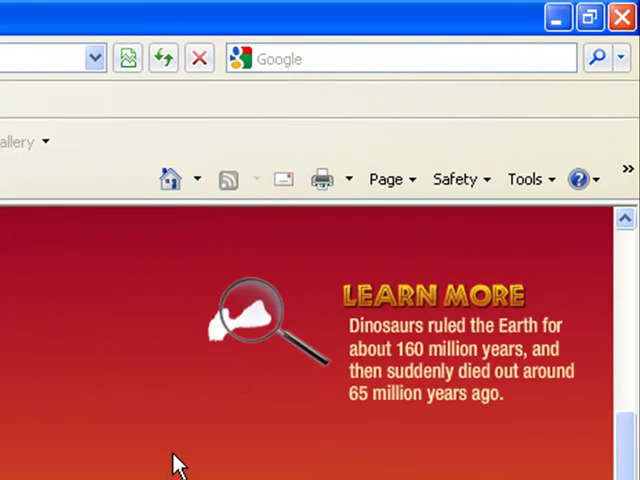 Google
allery
Page
Safety
Tools
LEARN MORE
Dinosaurs ruled the Earth for
about 160 million years, and
then suddenly died out around
65 million years ago.